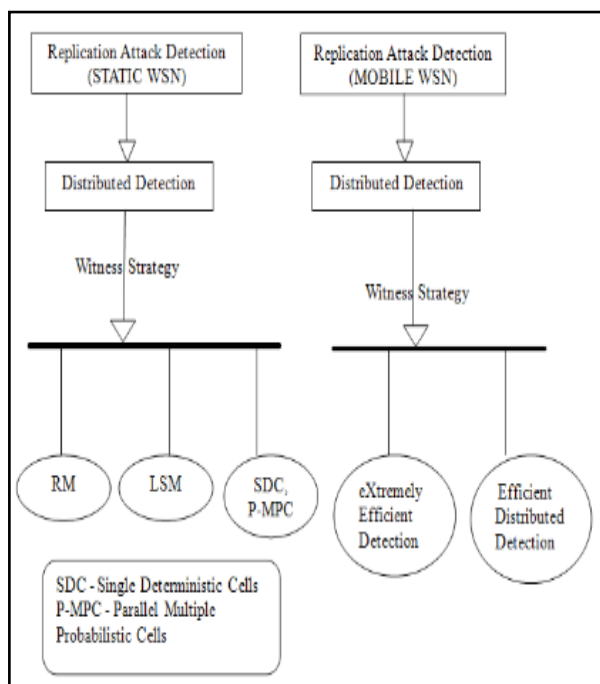 Replication Attack Detection
(STATIC WSN)
Replication Attack Detection
(MOBILE WSN)
Distributed Detection
Distributed Detection
Witness Strategy
Witness Strategy
RM
LSM
SDC,
P-MPC
eXtremely
Efficient
Detection
Efficient
Distributed
Detection
SDC - Single Deterministic Cells
P-MPC - Parallel Multiple
Probabilistic Cells